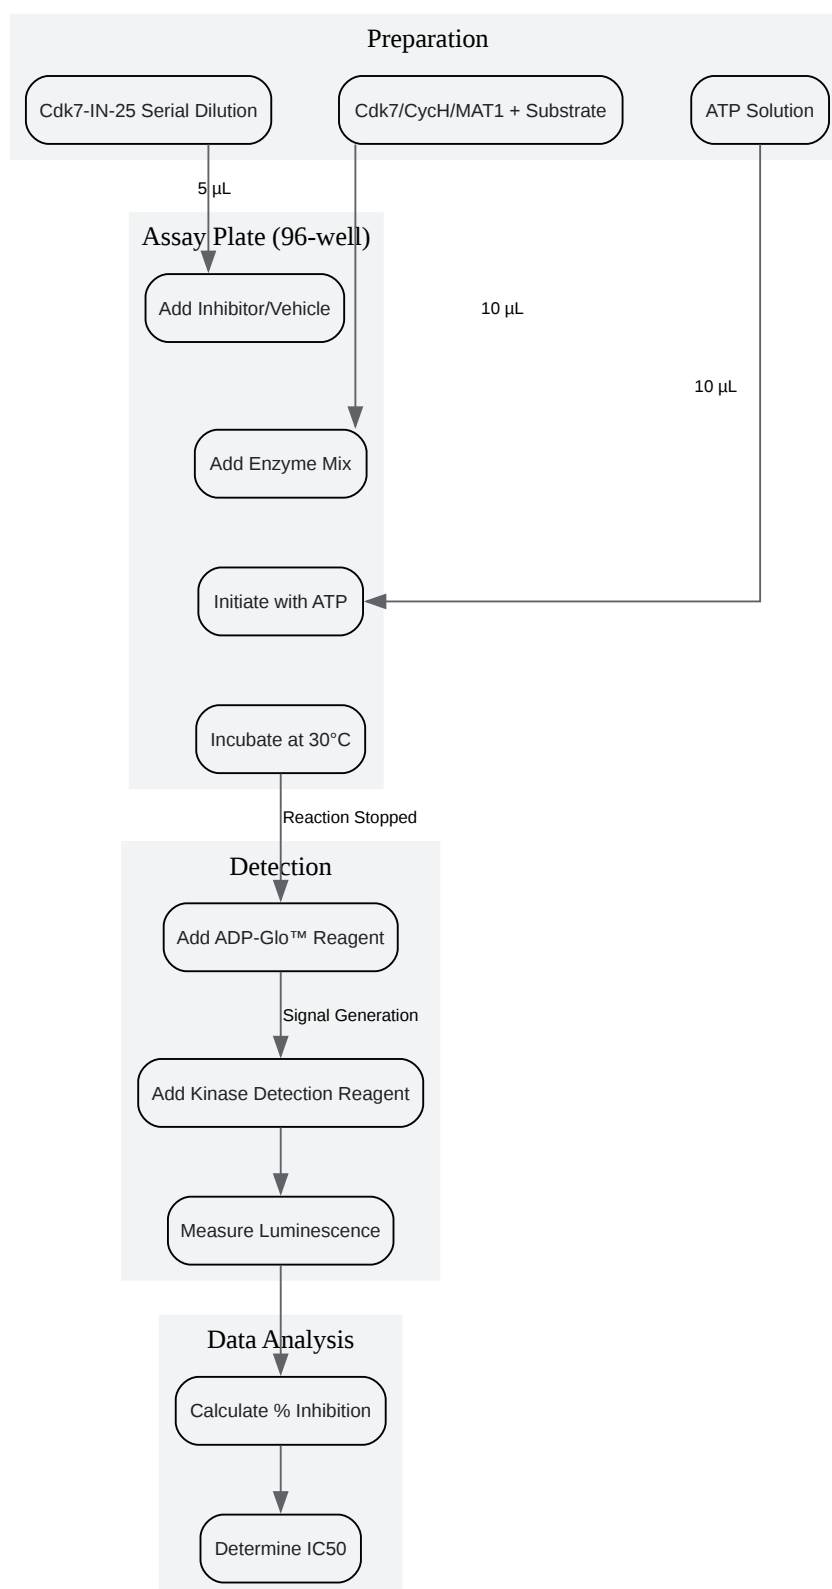 Preparation
Cdk7-IN-25 Serial Dilution
Cdk7/CycH/MAT1 + Substrate
ATP Solution
5 µL
Assay Plate (96-well)
Add Inhibitor/Vehicle
10 µL
10 µL
Add Enzyme Mix
Initiate with ATP
Incubate at 30°C
Reaction Stopped
Detection
Add ADP-Glo™ Reagent
Signal Generation
Add Kinase Detection Reagent
Measure Luminescence
Data Analysis
Calculate % Inhibition
Determine IC50